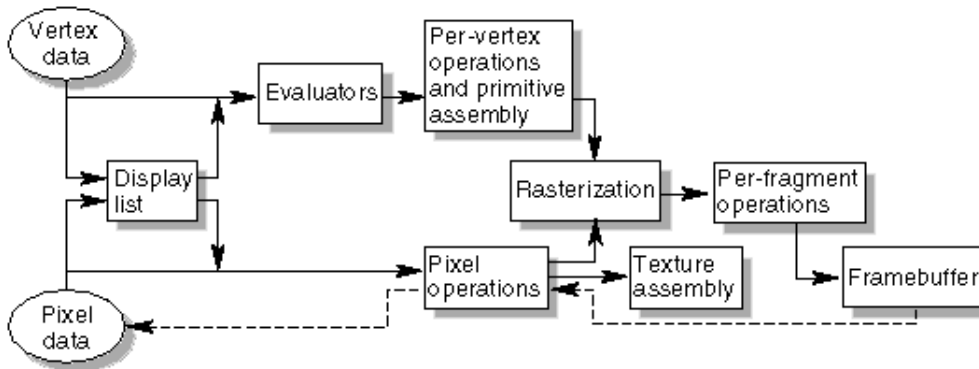 Vertex
data
Evaluators
Per-vertex
operations
and primitive
assembly
Display
list
Rasterization
Per-fragment
operations
Pixel
operations
Texture
assembly
Framebuffer
Pixel
data